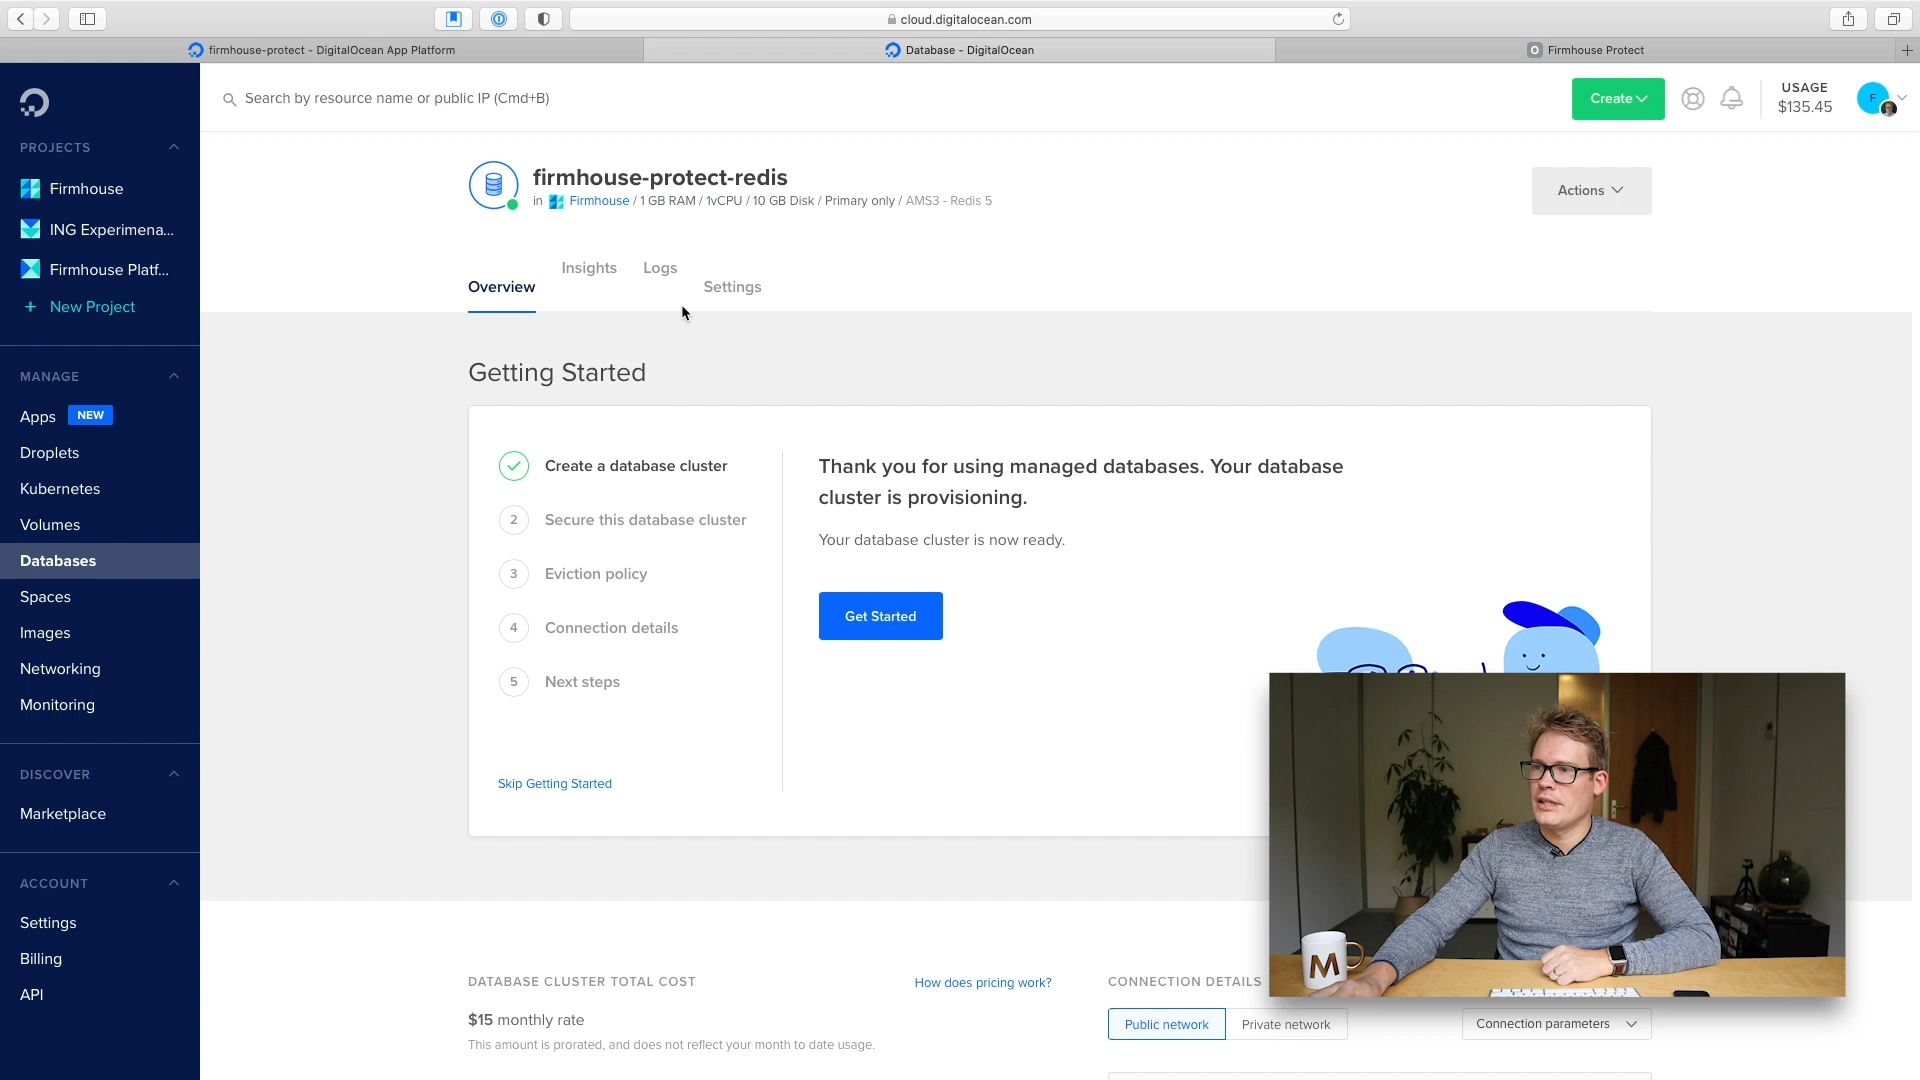 cloud.digitalocean.com
firmhouse-protect - DigitalOcean App Platform
Database - DigitalOcean
O Firmhouse Protect
Search by resource name or public IP (Cmd+B)
Create
USAGE
$135.45
F
PROJECTS
Firmhouse
ING Experimena...
Firmhouse Platf...
+ New Project
MANAGE
Apps NEW
Droplets
Kubernetes
Volumes
Databases
Spaces
Images
Networking
Monitoring
DISCOVER
Marketplace
ACCOUNT
Settings
Billing
API
firmhouse-protect-redis
in Firmhouse / 1 GB RAM / 1vCPU / 10 GB Disk / Primary only / AMS3 - Redis 5
Actions
Overview
Insights
Logs
Settings
Getting Started
Create a database cluster
2 Secure this database cluster
3 Eviction policy
4 Connection details
5 Next steps
Skip Getting Started
Thank you for using managed databases. Your database
cluster is provisioning.
Your database cluster is now ready.
Get Started
M
DATABASE CLUSTER TOTAL COST
How does pricing work?
$15 monthly rate
This amount is prorated, and does not reflect your month to date usage.
CONNECTION DETAILS
Public network
Private network
Connection parameters